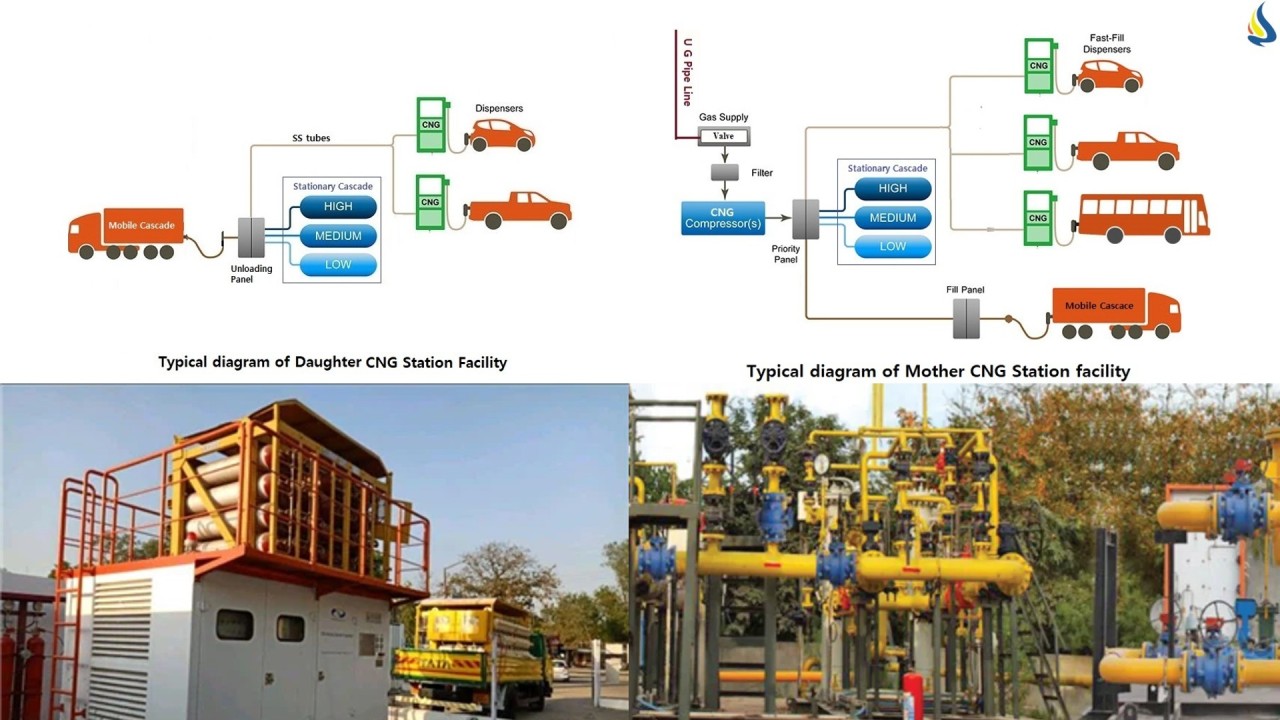 Dispensers
CNG
SS tubes
CNG
Stationary Cascade
HIGH
MEDIUM
LOW
Mobile Cascade
Unloading
Panel
Typical diagram of Daughter CNG Station Facility
U G Pipe Line
Gas Supply
Valve
Filter
CNG
Compressor(s)
Priority
Panel
Stationary Cascade
HIGH
MEDIUM
LOW
Fast-Fill
Dispensers
CNG
CNG
CNG
Fill Panel
Mobile Cascace
Typical diagram of Mother CNG Station facility
TATA